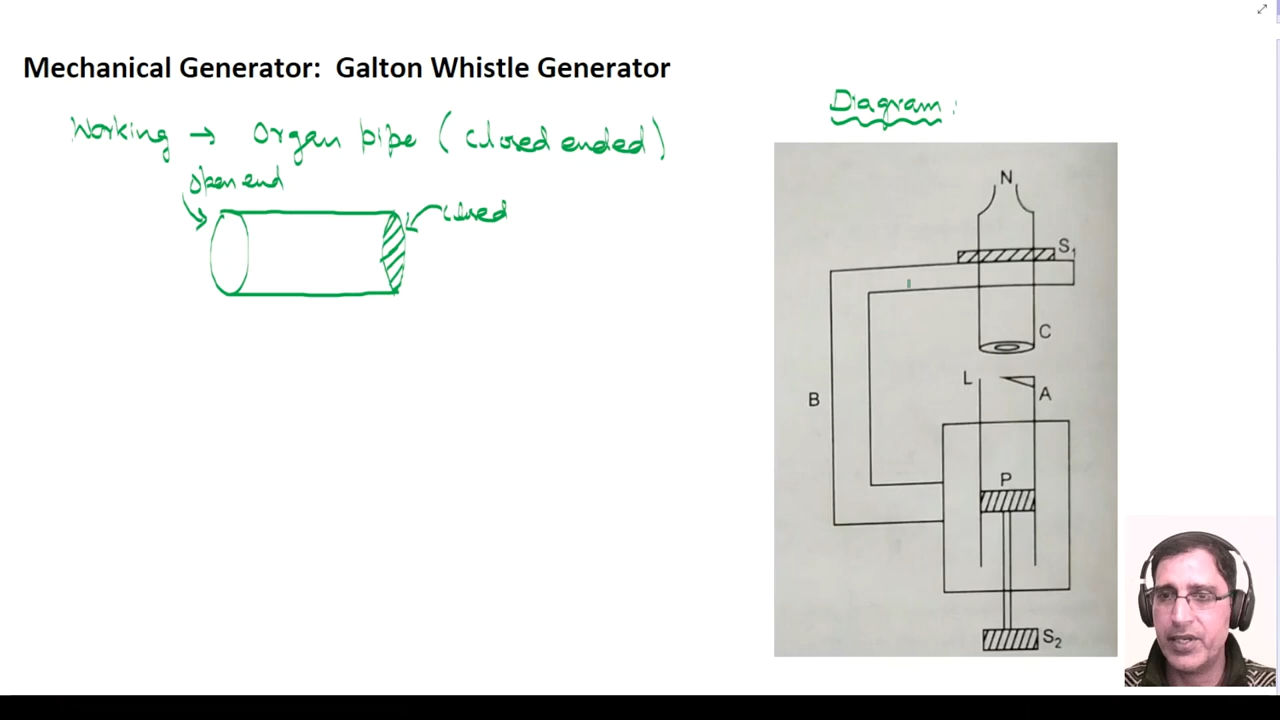 Mechanical Generator: Galton Whistle Generator
Working → Organ pipe (closed ended)
Open end
closed
Diagram:
N
S1
C
L
A
B
P
S2